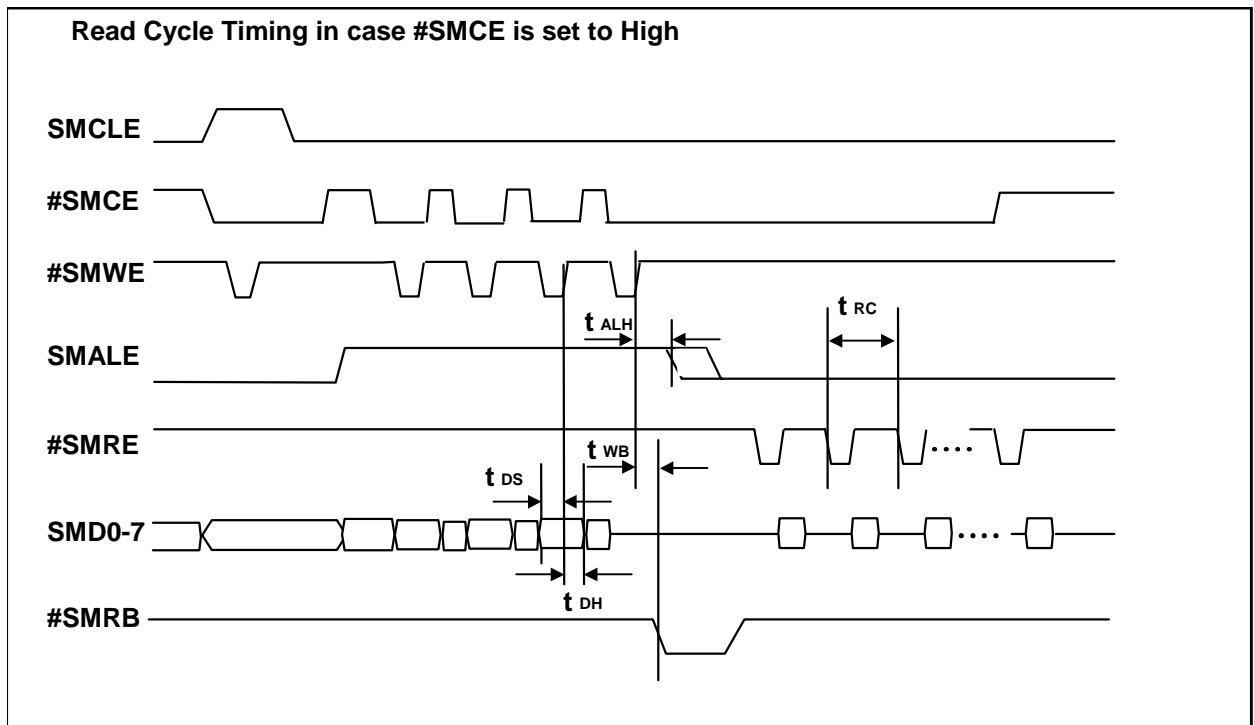 Read Cycle Timing in case #SMCE is set to High
SMCLE
#SMCE
#SMWE
t RC
t ALH
SMALE
#SMRE
t WB
t DS
SMD0-7
t DH
#SMRB